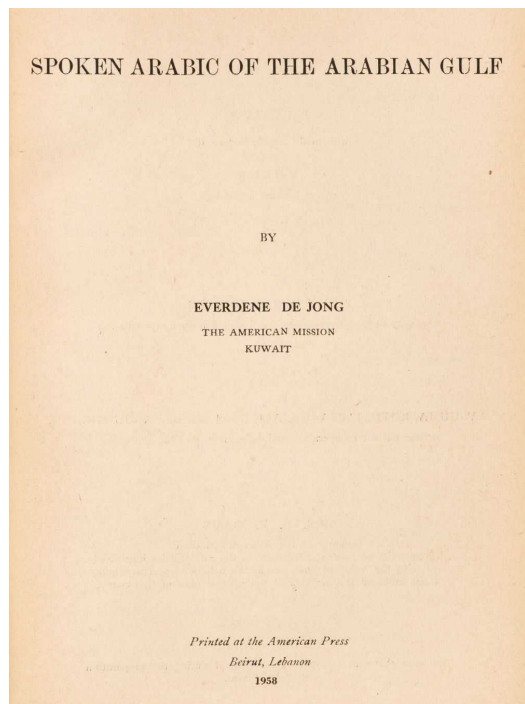 SPOKEN ARABIC OF THE ARABIAN GULF
BY
EVERDENE DE JONG
THE AMERICAN MISSION
KUWAIT
Printed at the American Press
Beirut, Lebanon
1958